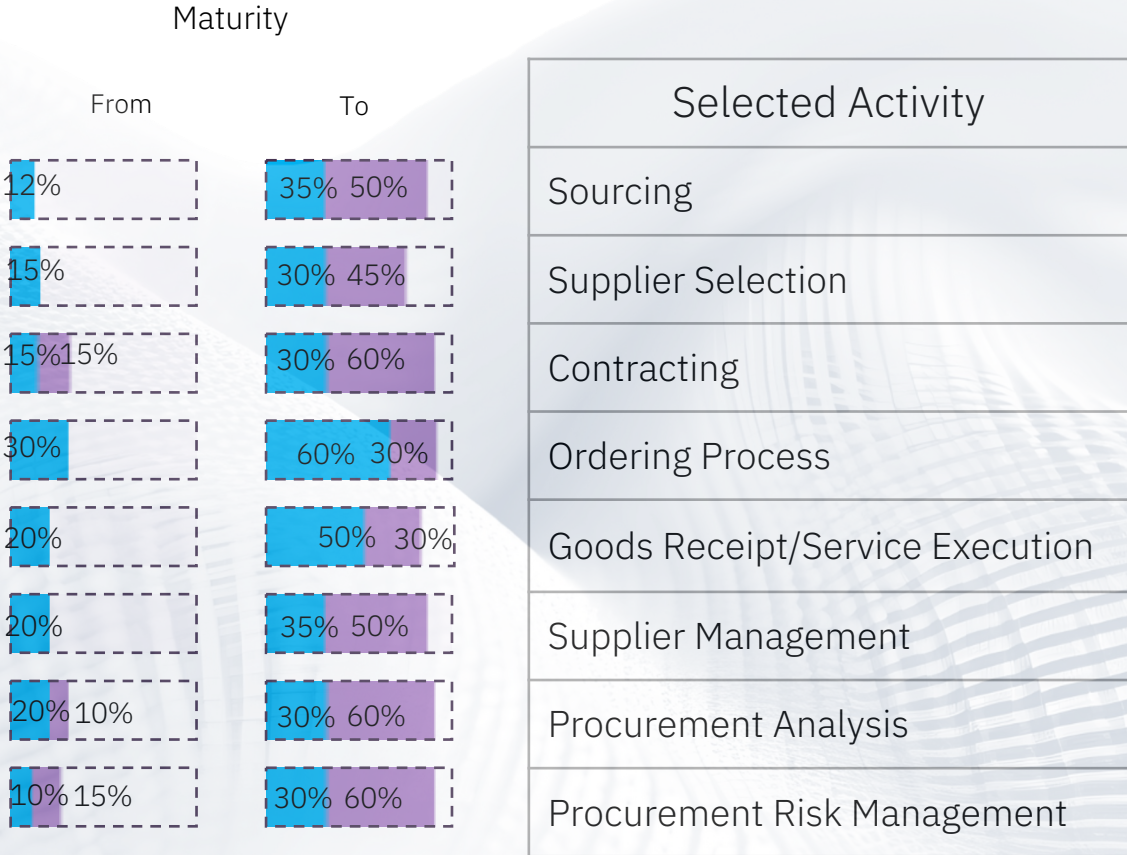 Maturity
From To Selected Activity
12% 35% 50% Sourcing
15% 30% 45% Supplier Selection
15% 15% 30% 60% Contracting
30% 60% 30% Ordering Process
20% 50% 30% Goods Receipt/Service Execution
20% 35% 50% Supplier Management
20% 10% 30% 60% Procurement Analysis
10% 15% 30% 60% Procurement Risk Management